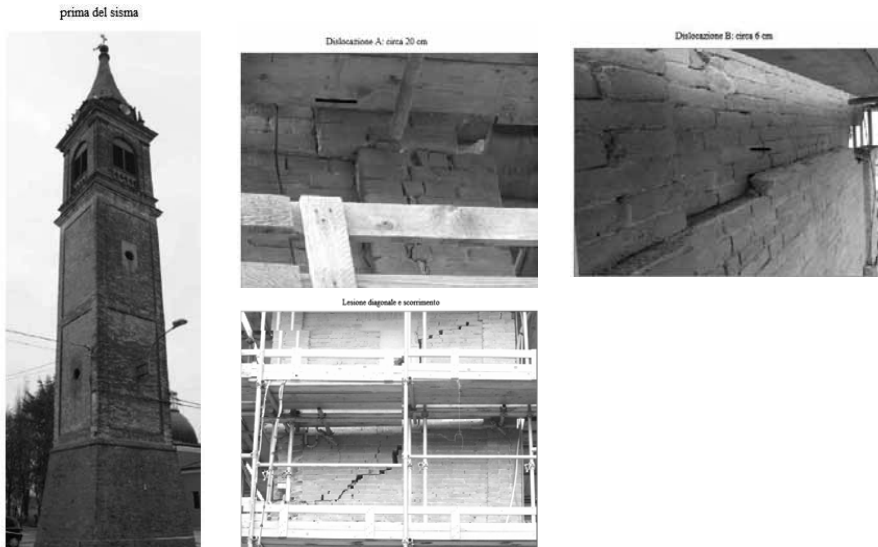 prima del sisma
Dislocazione A: circa 20 cm
Dislocazione B: circa 6 cm
Lesione diagonale e scorrimento